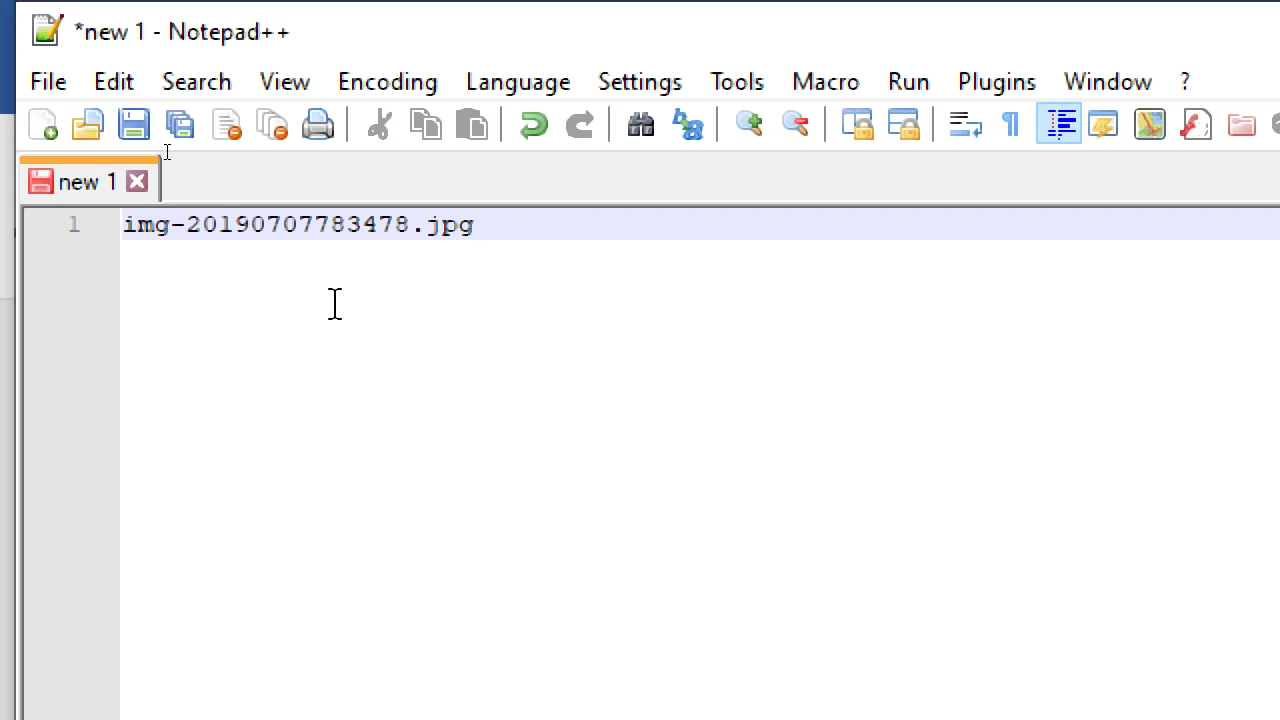 *new 1 - Notepad++
File Edit Search View Encoding Language Settings Tools Macro Run Plugins Window ?
new 1
1 img-20190707783478.jpg